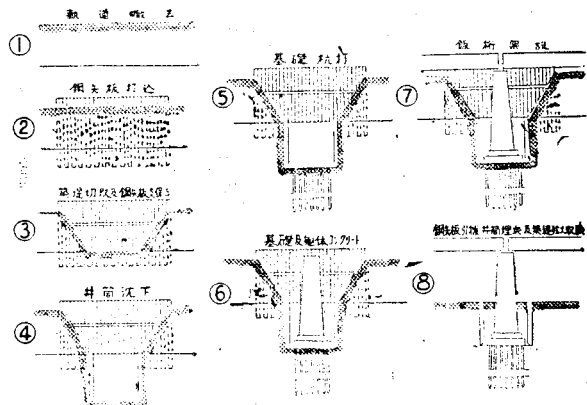 ①
軌道撤去
②
鋼矢板打込
③
築堤切取及鋼矢板支保工
④
井筒沈下
⑤
基礎杭打
⑥
基礎及軀体コンクリート
⑦
鈑桁架設
⑧
鋼矢板引抜井筒埋戻及築堤